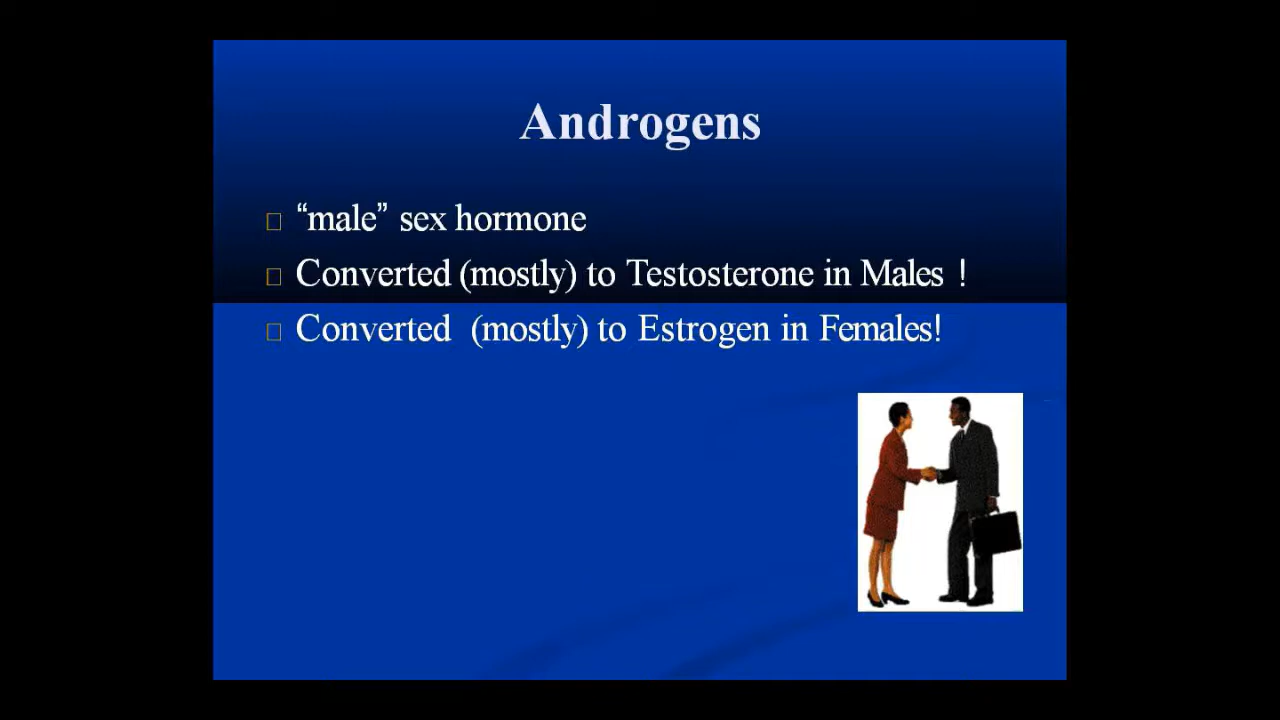 Androgens
“male” sex hormone
Converted (mostly) to Testosterone in Males !
Converted (mostly) to Estrogen in Females!